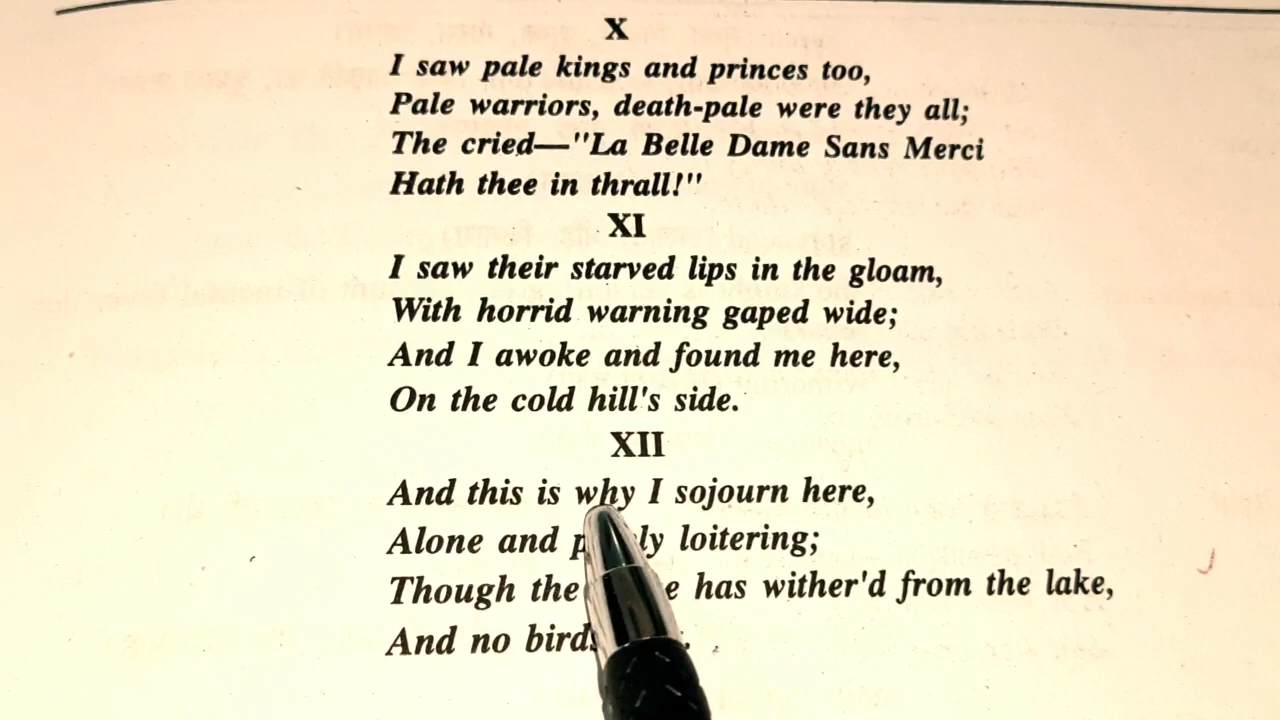 X
I saw pale kings and princes too,
Pale warriors, death-pale were they all;
The cried—"La Belle Dame Sans Merci
Hath thee in thrall!"
XI
I saw their starved lips in the gloam,
With horrid warning gaped wide;
And I awoke and found me here,
On the cold hill's side.
XII
And this is why I sojourn here,
Alone and loitering;
Though the has wither'd from the lake,
And no